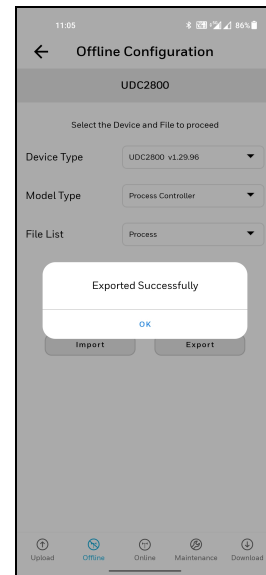 11:05
86%
Offline Configuration
UDC2800
Select the Device and File to proceed
Device Type
UDC2800 v1.29.96
Model Type
Process Controller
File List
Process
Exported Successfully
OK
Import
Export
Upload
Offline
Online
Maintenance
Download